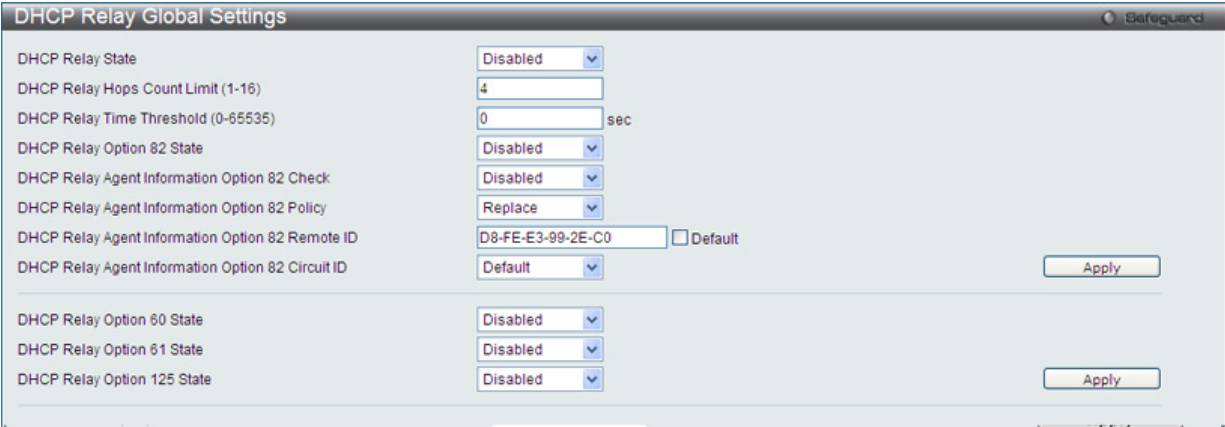 DHCP Relay Global Settings Safeguard
DHCP Relay State Disabled
DHCP Relay Hops Count Limit (1-16) 4
DHCP Relay Time Threshold (0-65535) 0 sec
DHCP Relay Option 82 State Disabled
DHCP Relay Agent Information Option 82 Check Disabled
DHCP Relay Agent Information Option 82 Policy Replace
DHCP Relay Agent Information Option 82 Remote ID D8-FE-E3-99-2E-C0 Default
DHCP Relay Agent Information Option 82 Circuit ID Default Apply
DHCP Relay Option 60 State Disabled
DHCP Relay Option 61 State Disabled
DHCP Relay Option 125 State Disabled Apply